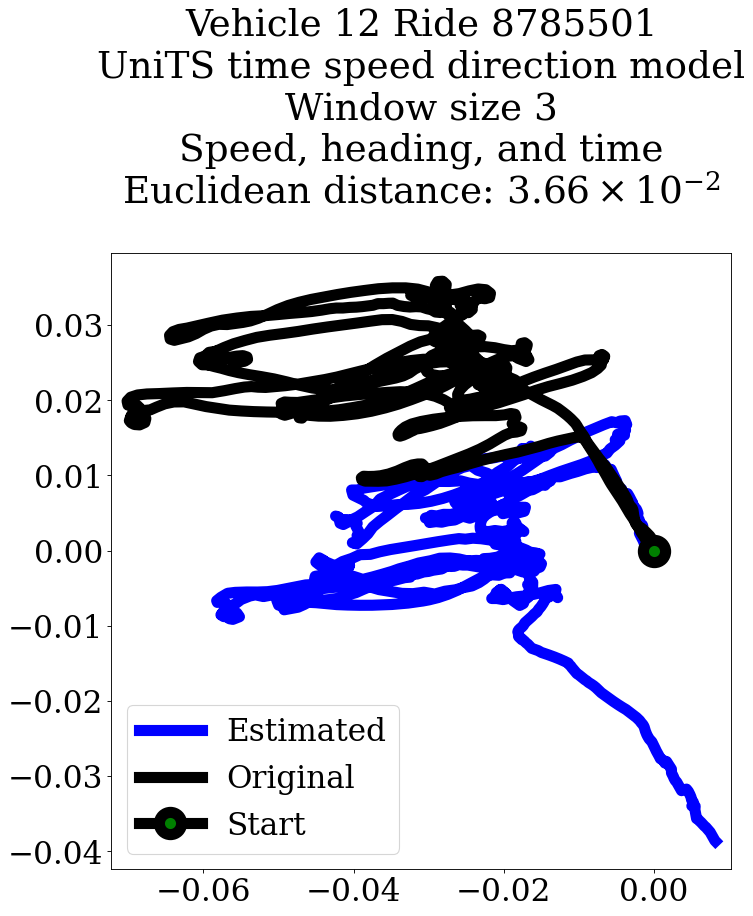 Vehicle 12 Ride 8785501
UniTS time speed direction model
Window size 3
Speed, heading, and time
Euclidean distance: 3.66 × 10⁻²
0.03
0.02
0.01
0.00
−0.01
−0.02
−0.03
−0.04
Estimated
Original
Start
−0.06
−0.04
−0.02
0.00